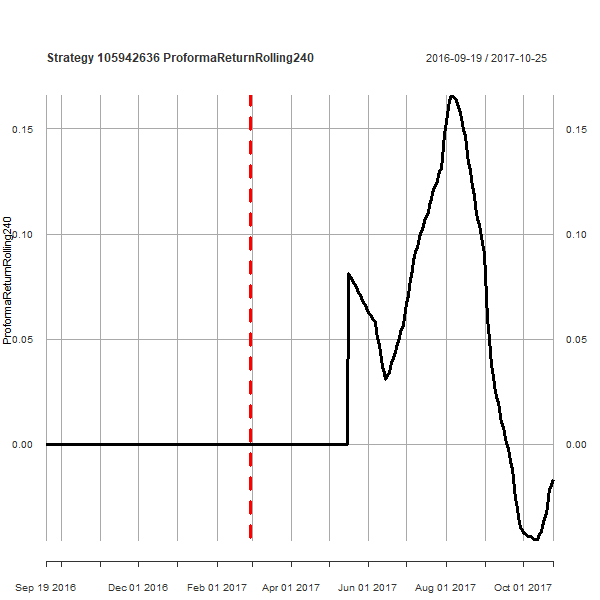 Strategy 105942636 ProformaReturnRolling240
2016-09-19 / 2017-10-25
ProformaReturnRolling240
0.15 0.15
0.10 0.10
0.05 0.05
0.00 0.00
Sep 19 2016 Dec 01 2016 Feb 01 2017 Apr 01 2017 Jun 01 2017 Aug 01 2017 Oct 01 2017